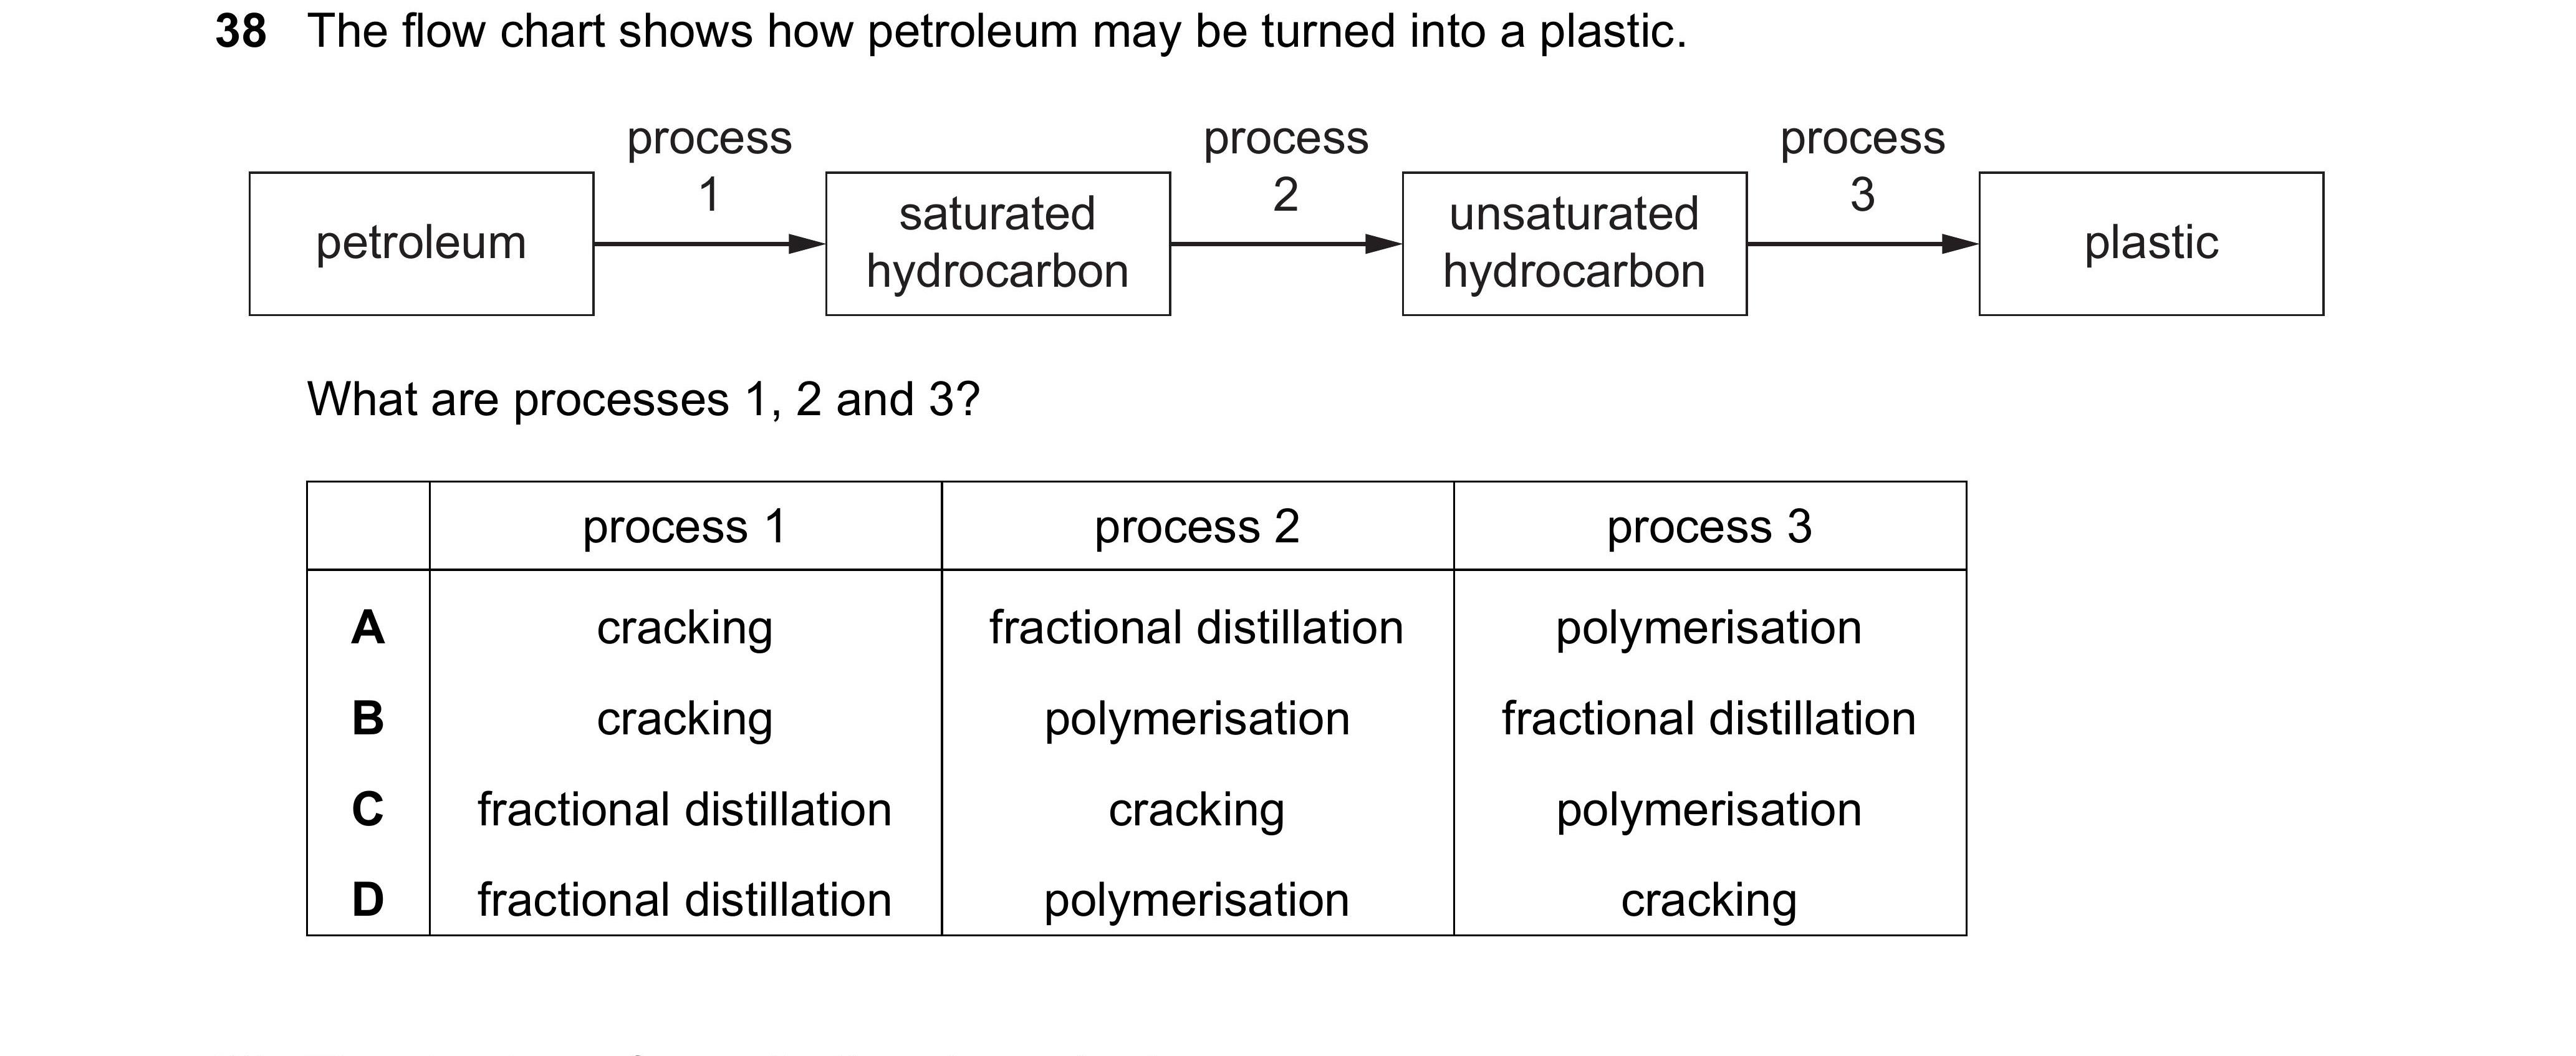 38 The flow chart shows how petroleum may be turned into a plastic.
process 1
process 2
process 3
petroleum
saturated hydrocarbon
unsaturated hydrocarbon
plastic
What are processes 1, 2 and 3?
process 1 process 2 process 3
A cracking fractional distillation polymerisation
B cracking polymerisation fractional distillation
C fractional distillation cracking polymerisation
D fractional distillation polymerisation cracking